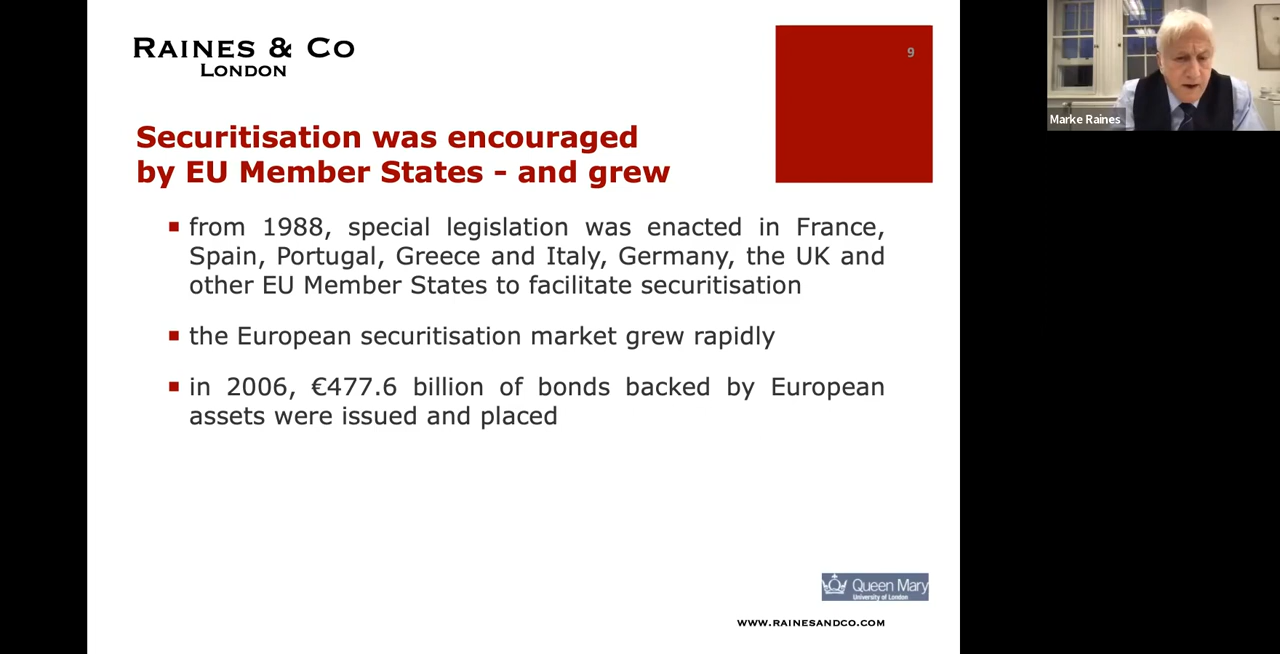 RAINES & CO
LONDON
9
Marke Raines
Securitisation was encouraged
by EU Member States - and grew
from 1988, special legislation was enacted in France,
Spain, Portugal, Greece and Italy, Germany, the UK and
other EU Member States to facilitate securitisation
the European securitisation market grew rapidly
in 2006, €477.6 billion of bonds backed by European
assets were issued and placed
Queen Mary
University of London
WWW.RAINESANDCO.COM